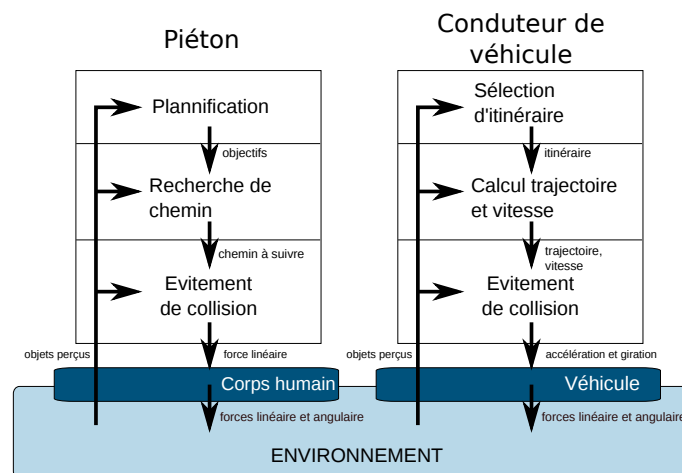 Piéton
Plannification
objectifs
Recherche de
chemin
chemin à suivre
Evitement
de collision
objets perçus
force linéaire
Corps humain
forces linéaire et angulaire
Conduteur de
véhicule
Sélection
d'itinéraire
itinéraire
Calcul trajectoire
et vitesse
trajectoire,
vitesse
Evitement
de collision
objets perçus
accélération et giration
Véhicule
forces linéaire et angulaire
ENVIRONNEMENT